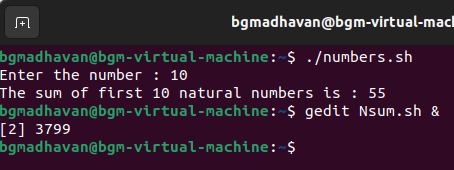 bgmadhavan@bgm-virtual-mac
bgmadhavan@bgm-virtual-machine:~$ ./numbers.sh
Enter the number : 10
The sum of first 10 natural numbers is : 55
bgmadhavan@bgm-virtual-machine:~$ gedit Nsum.sh &
[2] 3799
bgmadhavan@bgm-virtual-machine:~$